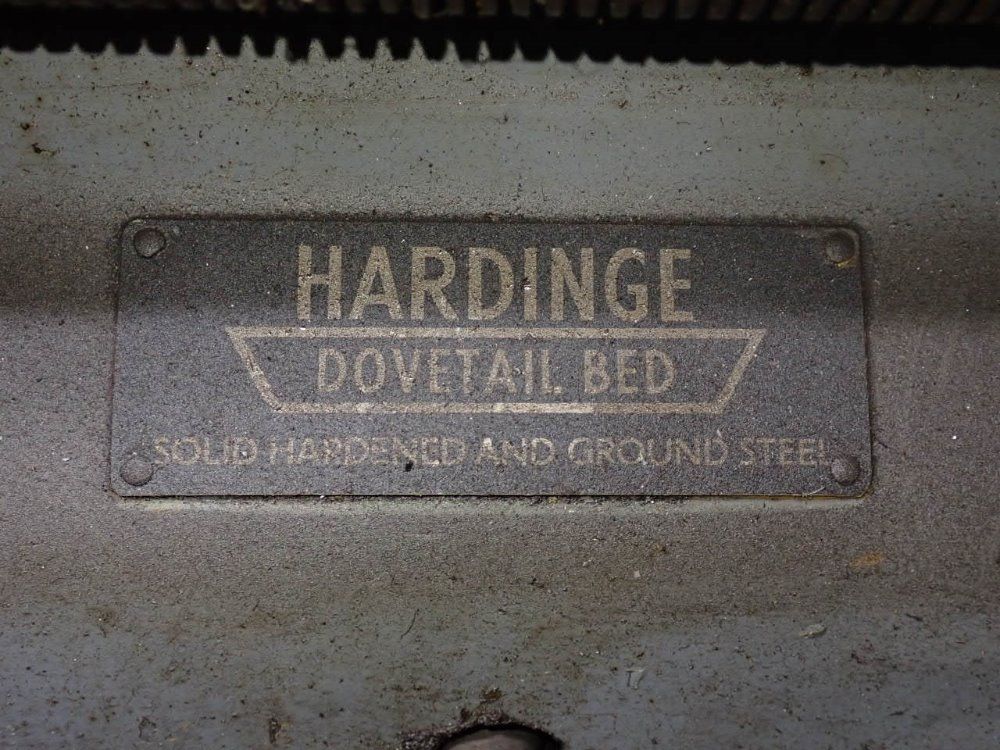 HARDINGE
DOVETAIL BED
SOLID HARDENED AND GROUND STEEL